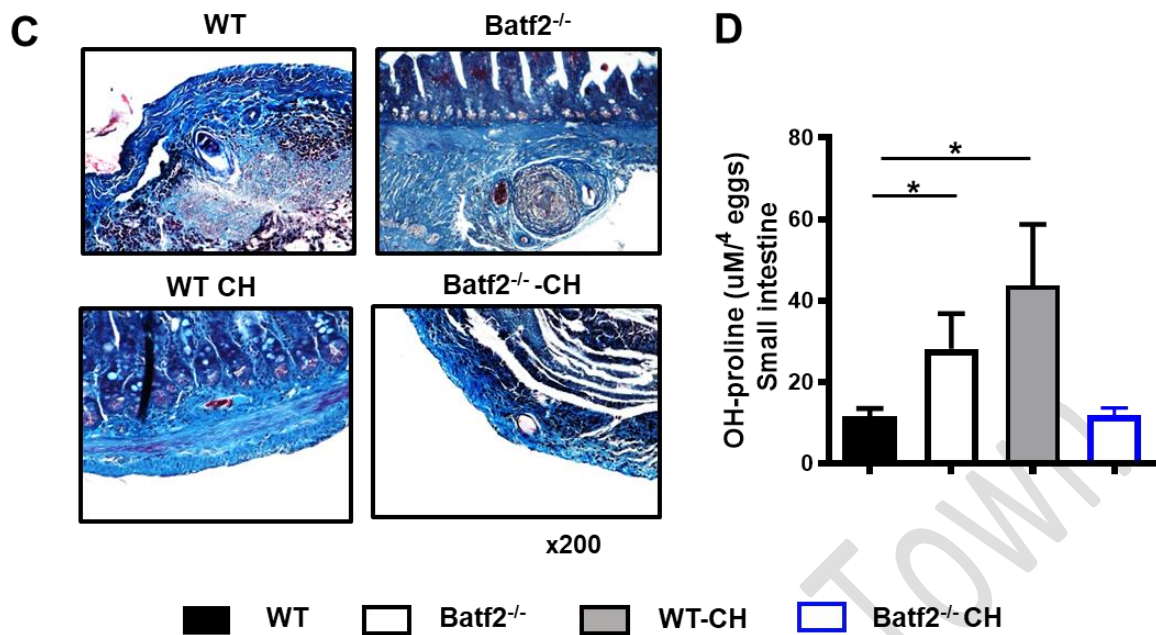 C
WT
Batf2-/-
WT CH
Batf2-/- -CH
x200
D
OH-proline (uM/4 eggs)
Small intestine
80
60
40
20
0
*
*
Town
WT
Batf2-/-
WT-CH
Batf2-/- CH